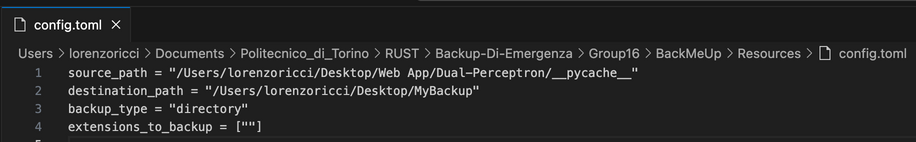 config.toml ×
Users > lorenzoricci > Documents > Politecnico_di_Torino > RUST > Backup-Di-Emergenza > Group16 > BackMeUp > Resources > config.toml
1 source_path = "/Users/lorenzoricci/Desktop/Web App/Dual-Perceptron/__pycache__"
2 destination_path = "/Users/lorenzoricci/Desktop/MyBackup"
3 backup_type = "directory"
4 extensions_to_backup = [""]